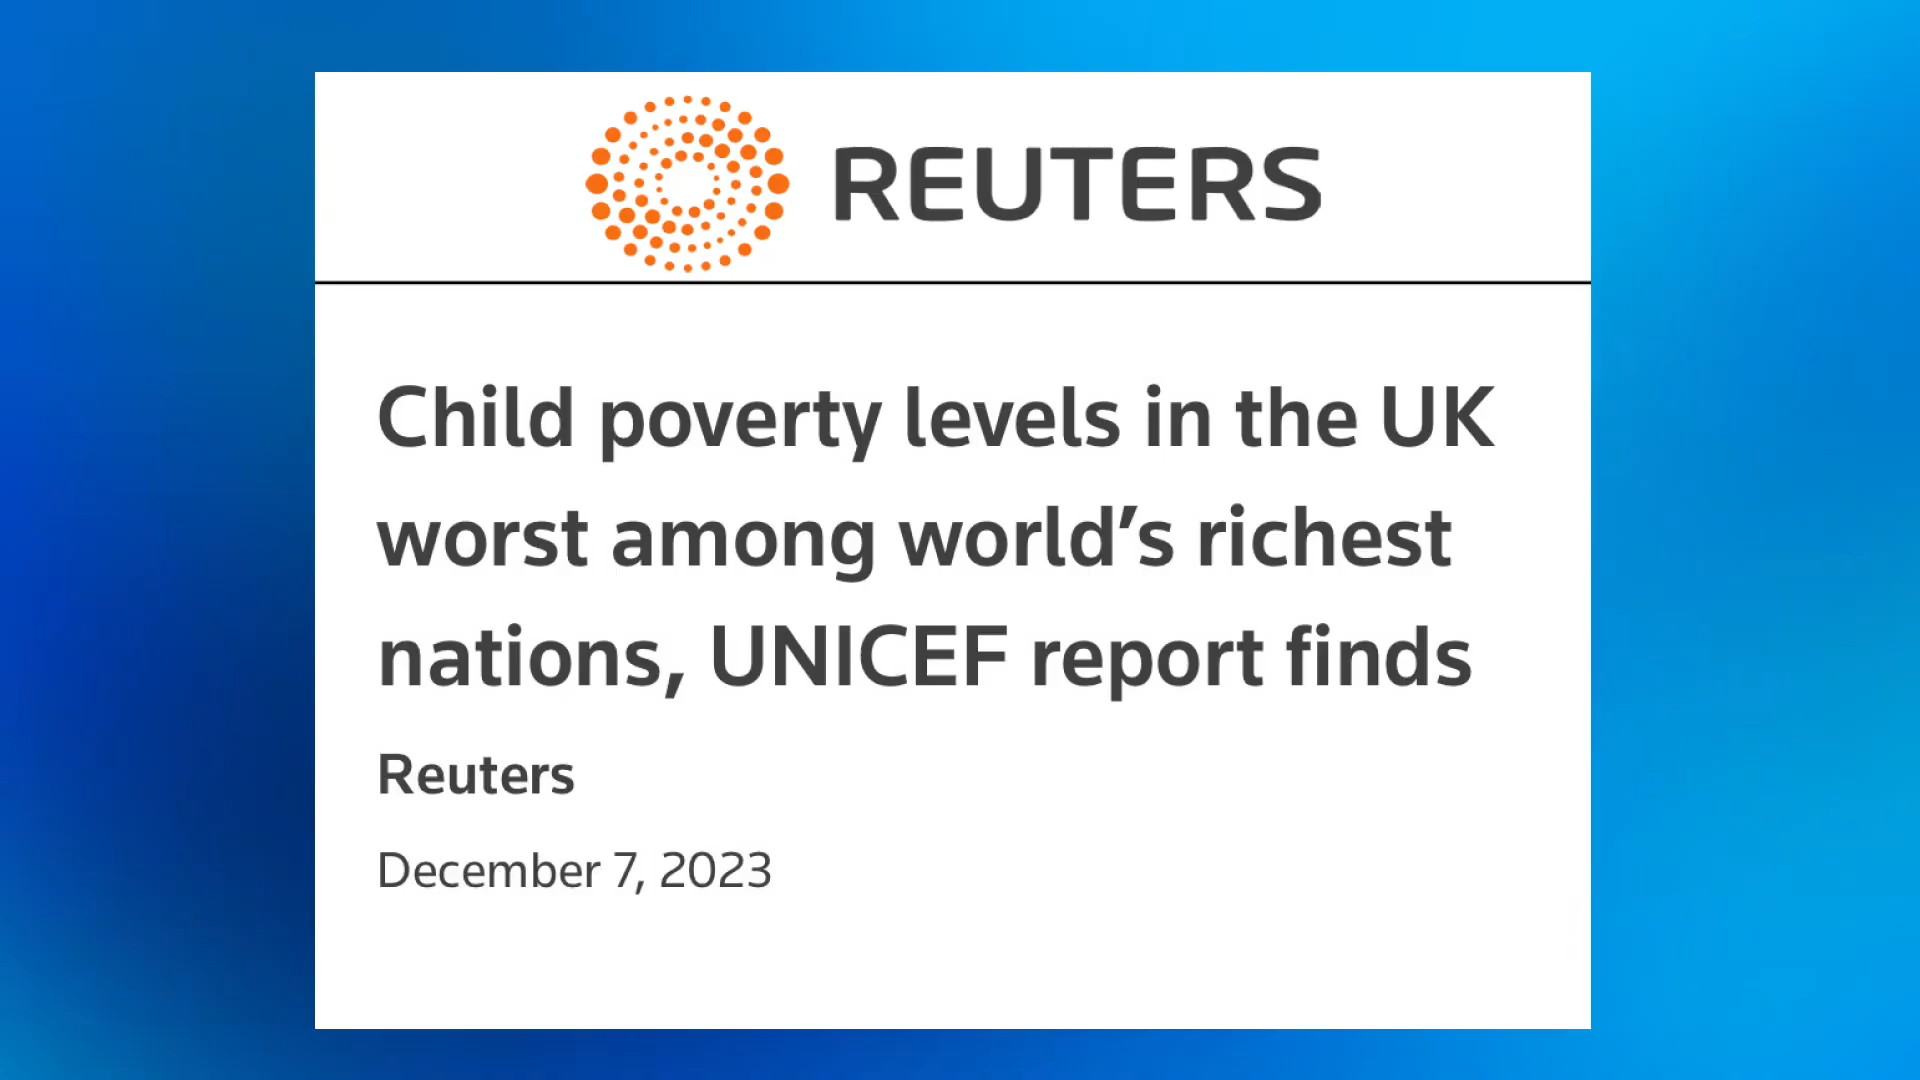 REUTERS
Child poverty levels in the UK
worst among world’s richest
nations, UNICEF report finds
Reuters
December 7, 2023